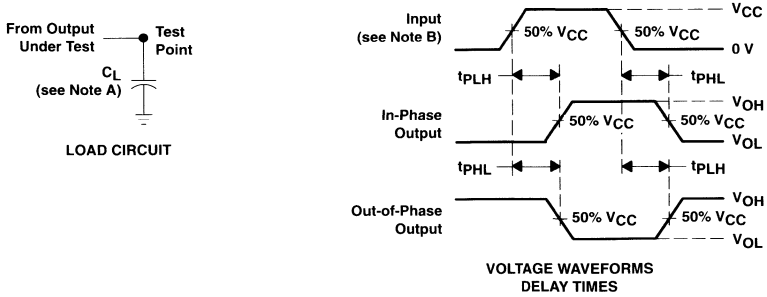 From Output
Under Test
Test
Point
CL
(see Note A)
LOAD CIRCUIT
Input
(see Note B)
50% VCC
50% VCC
VCC
0 V
tPLH
tPHL
In-Phase
Output
50% VCC
50% VCC
VOH
VOL
tPHL
tPLH
Out-of-Phase
Output
50% VCC
50% VCC
VOH
VOL
VOLTAGE WAVEFORMS
DELAY TIMES